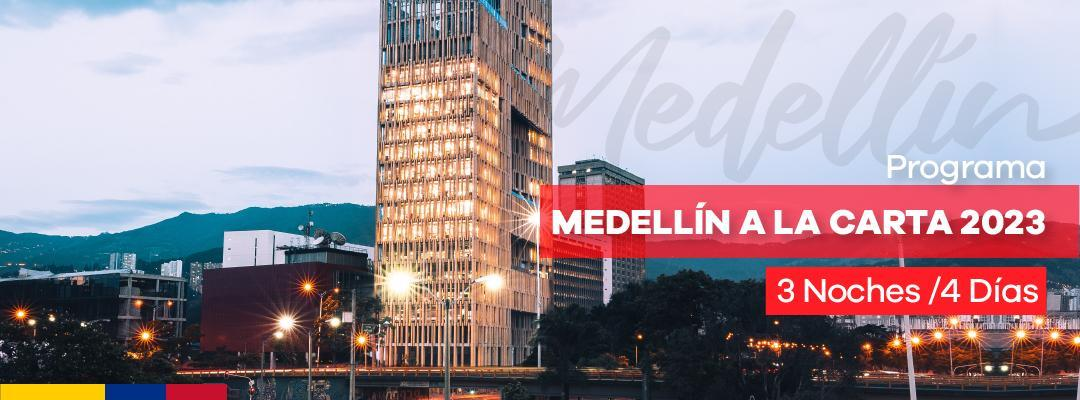 Medellín
Programa
MEDELLÍN A LA CARTA 2023
3 Noches /4 Días